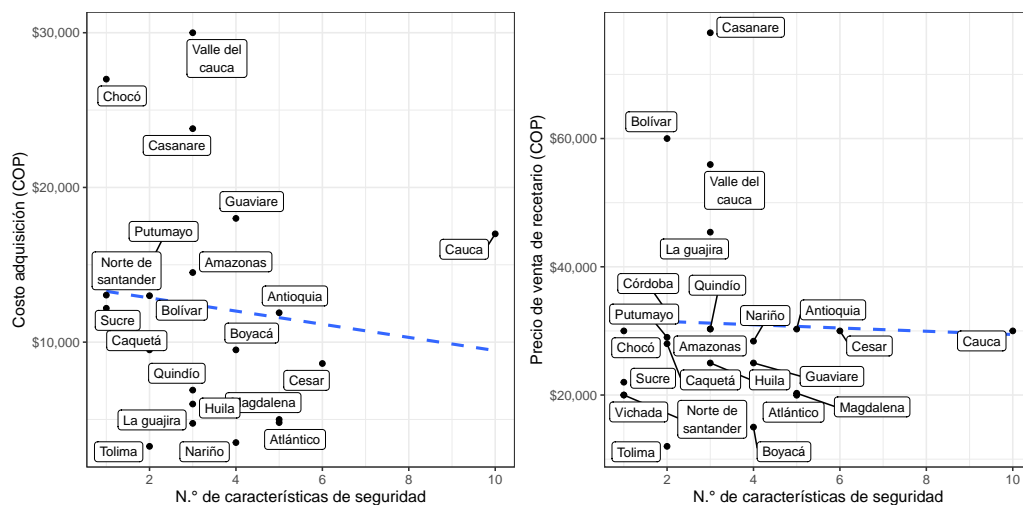 $30,000
$20,000
$10,000
Costo adquisición (COP)
Valle del
cauca
Chocó
Casanare
Guaviare
Putumayo
Cauca
Norte de
santander
Amazonas
Bolívar
Antioquia
Sucre
Caquetá
Boyacá
Quindío
Cesar
Magdalena
Huila
La guajira
Atlántico
Tolima
Nariño
2
4
6
8
10
N.° de características de seguridad
$60,000
$40,000
$20,000
Precio de venta de recetario (COP)
Casanare
Bolívar
Valle del
cauca
La guajira
Córdoba
Quindío
Putumayo
Nariño
Antioquia
Chocó
Amazonas
Cesar
Cauca
Sucre
Caquetá
Huila
Guaviare
Vichada
Norte de
santander
Atlántico
Magdalena
Tolima
Boyacá
2
4
6
8
10
N.° de características de seguridad